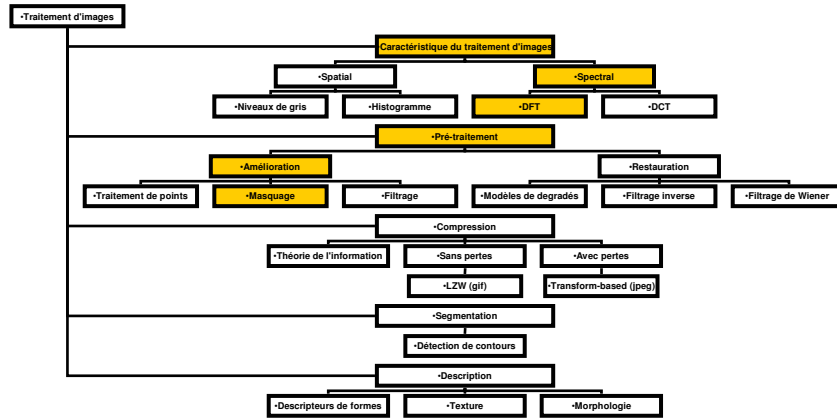 •Traitement d'images
•Caractéristique du traitement d'images
•Spatial
•Spectral
•Niveaux de gris
•Histogramme
•DFT
•DCT
•Pré-traitement
•Amélioration
•Restauration
•Traitement de points
•Masquage
•Filtrage
•Modèles de degradés
•Filtrage inverse
•Filtrage de Wiener
•Compression
•Théorie de l'information
•Sans pertes
•Avec pertes
•LZW (gif)
•Transform-based (jpeg)
•Segmentation
•Détection de contours
•Description
•Descripteurs de formes
•Texture
•Morphologie